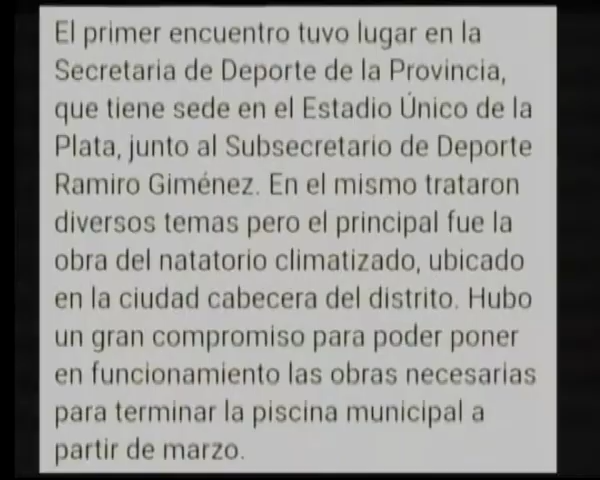 El primer encuentro tuvo lugar en la
Secretaria de Deporte de la Provincia,
que tiene sede en el Estadio Único de la
Plata, junto al Subsecretario de Deporte
Ramiro Giménez. En el mismo trataron
diversos temas pero el principal fue la
obra del natatorio climatizado, ubicado
en la ciudad cabecera del distrito. Hubo
un gran compromiso para poder poner
en funcionamiento las obras necesarias
para terminar la piscina municipal a
partir de marzo.